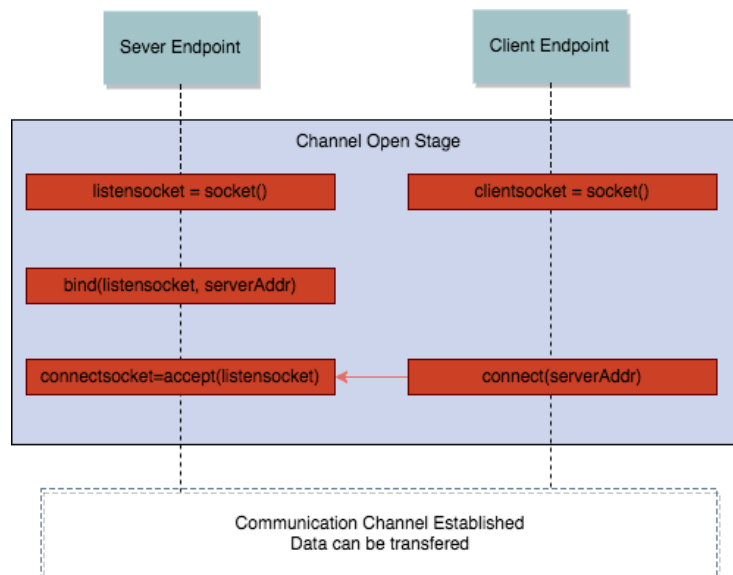 Sever Endpoint
Client Endpoint
Channel Open Stage
listensocket = socket()
clientsocket = socket()
bind(listensocket, serverAddr)
connectsocket=accept(listensocket)
connect(serverAddr)
Communication Channel Established
Data can be transfered